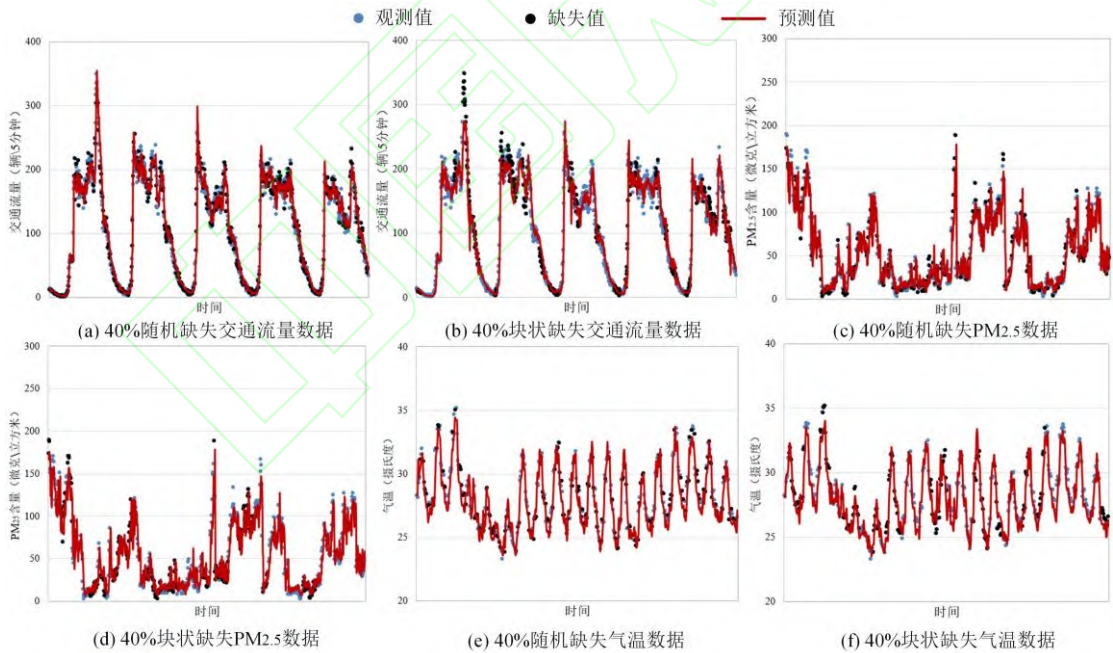 观测值 缺失值 预测值
400
300
200
100
0
交通流量（辆\5分钟）
时间
(a) 40%随机缺失交通流量数据
400
300
200
100
0
交通流量（辆\5分钟）
时间
(b) 40%块状缺失交通流量数据
300
250
200
150
100
50
0
PM2.5含量（微克\立方米）
时间
(c) 40%随机缺失PM2.5数据
300
250
200
150
100
50
0
PM2.5含量（微克\立方米）
时间
(d) 40%块状缺失PM2.5数据
40
35
30
25
20
气温（摄氏度）
时间
(e) 40%随机缺失气温数据
40
35
30
25
20
气温（摄氏度）
时间
(f) 40%块状缺失气温数据